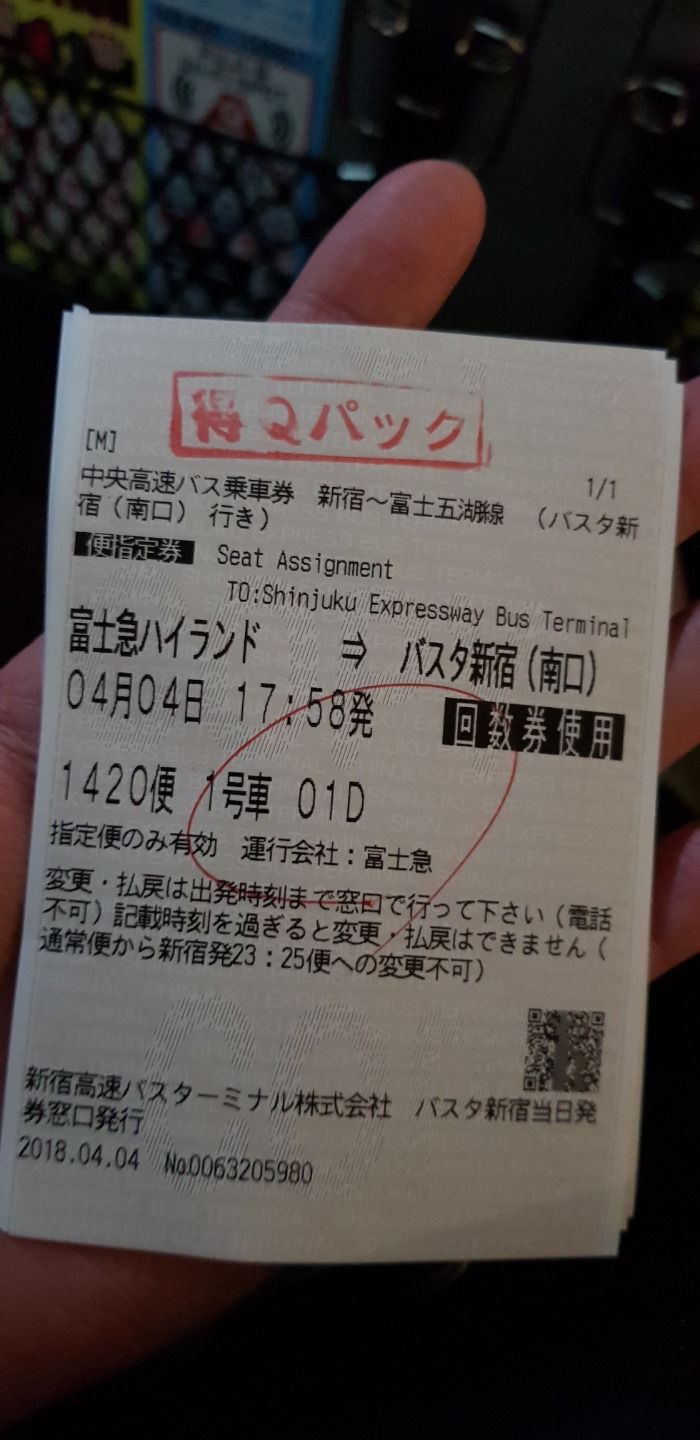 得Qパック
[M]
1/1
中央高速バス乗車券 新宿～富士五湖線 (バスタ新
宿(南口) 行き)
便指定券 Seat Assignment
TO:Shinjuku Expressway Bus Terminal
富士急ハイランド ⇒ バスタ新宿(南口)
04月04日 17:58発 回数券使用
1420便 1号車 01D
指定便のみ有効 運行会社:富士急
変更・払戻は出発時刻まで窓口で行って下さい(電話
不可)記載時刻を過ぎると変更・払戻はできません(
通常便から新宿発23:25便への変更不可)
新宿高速バスターミナル株式会社 バスタ新宿当日発
券窓口発行
2018.04.04 No0063205980